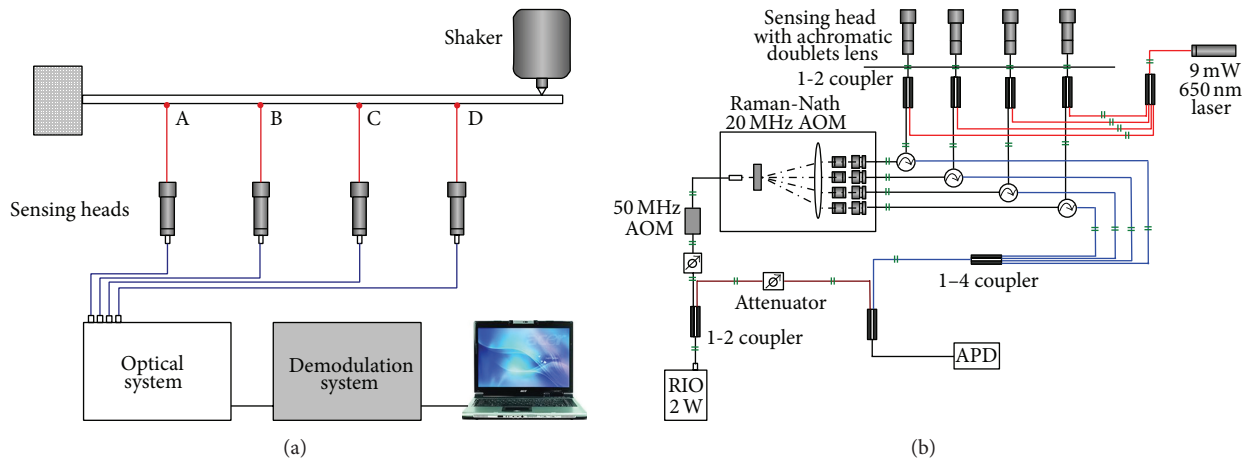 Shaker
A
B
C
D
Sensing heads
Optical
system
Demodulation
system
(a)
Sensing head
with achromatic
doublets lens
1-2 coupler
9 mW
650 nm
laser
Raman-Nath
20 MHz AOM
50 MHz
AOM
Attenuator
1–4 coupler
1-2 coupler
APD
RIO
2 W
(b)